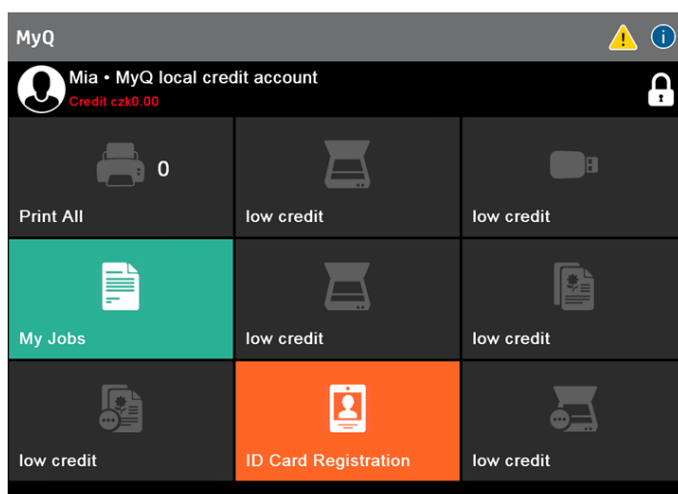 MyQ
Mia • MyQ local credit account
Credit czk0.00
0
Print All
low credit
low credit
My Jobs
low credit
low credit
low credit
ID Card Registration
low credit